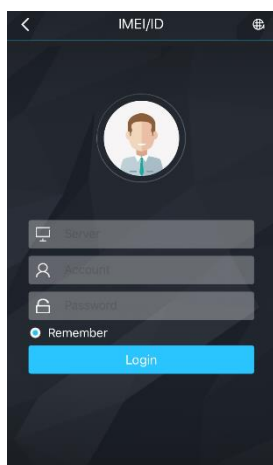 IMEI/ID
Server
Account
Password
Remember
Login